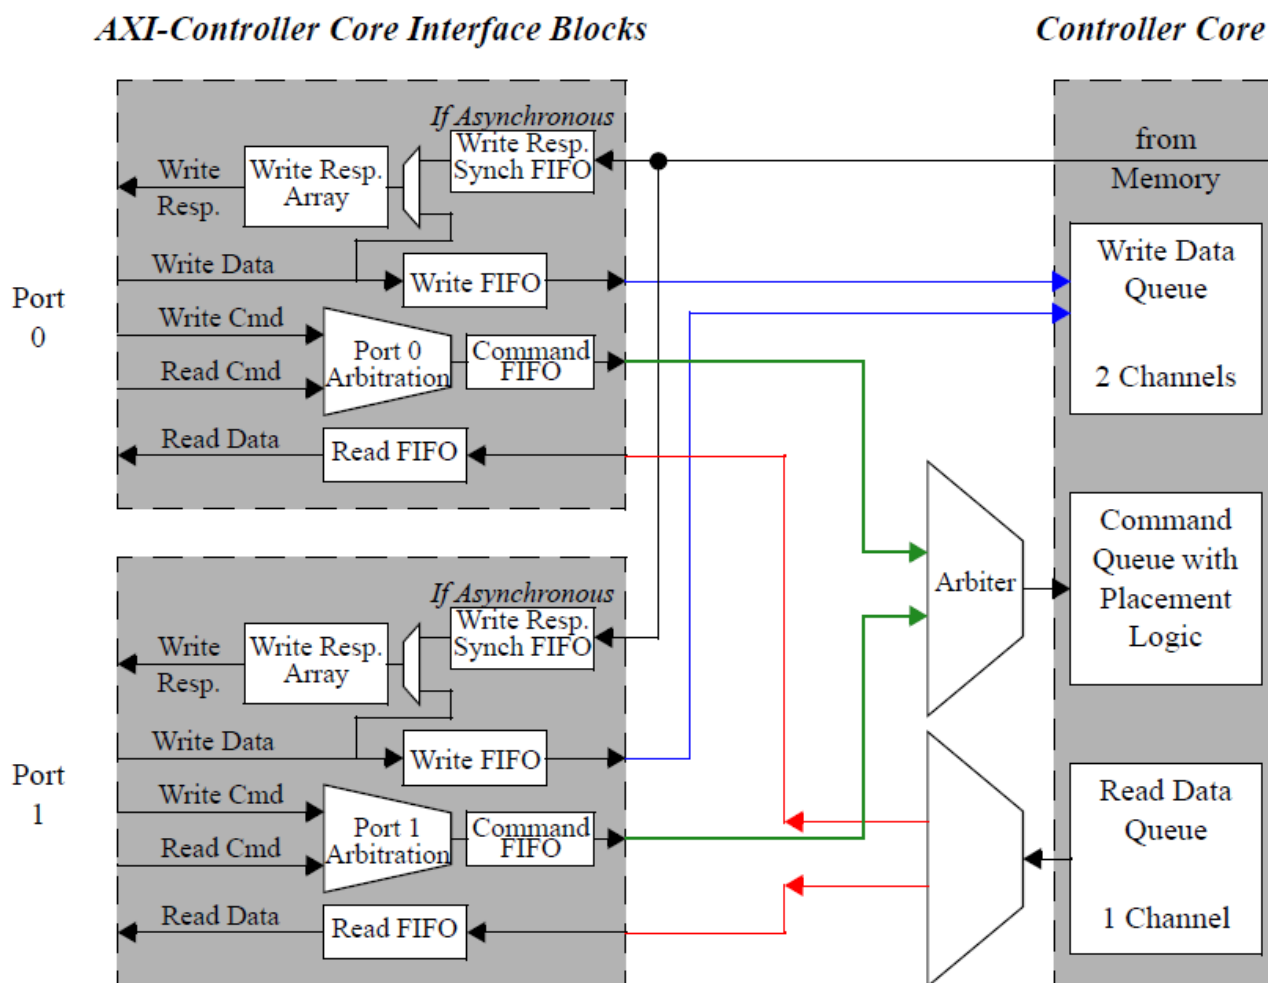 AXI-Controller Core Interface Blocks
Controller Core
If Asynchronous
Write Resp.
Synch FIFO
Write Resp.
Array
Write
Resp.
from
Memory
Write Data
Write FIFO
Write Data
Queue
2 Channels
Port
0
Write Cmd
Read Cmd
Port 0
Arbitration
Command
FIFO
Read Data
Read FIFO
Arbiter
Command
Queue with
Placement
Logic
If Asynchronous
Write Resp.
Synch FIFO
Write Resp.
Array
Write
Resp.
Write Data
Write FIFO
Port
1
Write Cmd
Read Cmd
Port 1
Arbitration
Command
FIFO
Read Data
Read FIFO
Read Data
Queue
1 Channel